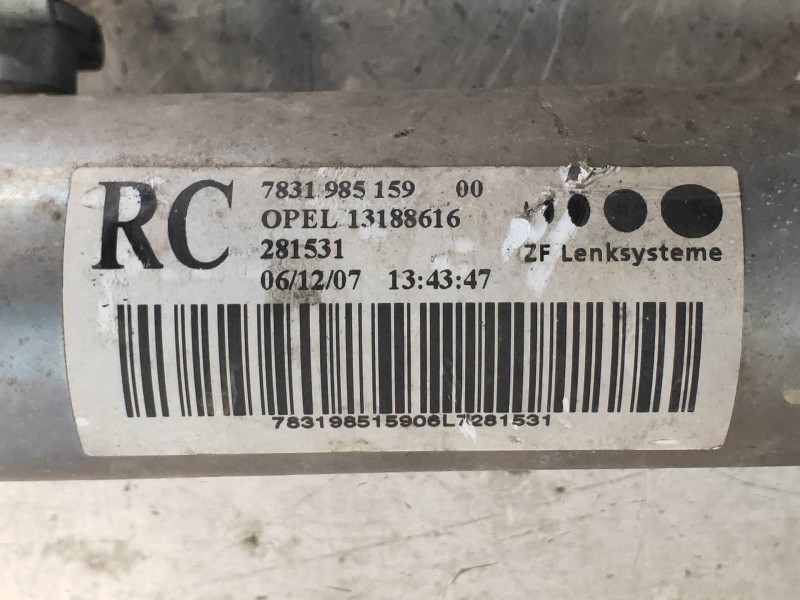 RC
7831 985 159 00
OPEL 13188616
281531
06/12/07 13:43:47
ZF Lenksysteme
783198515906L7281531